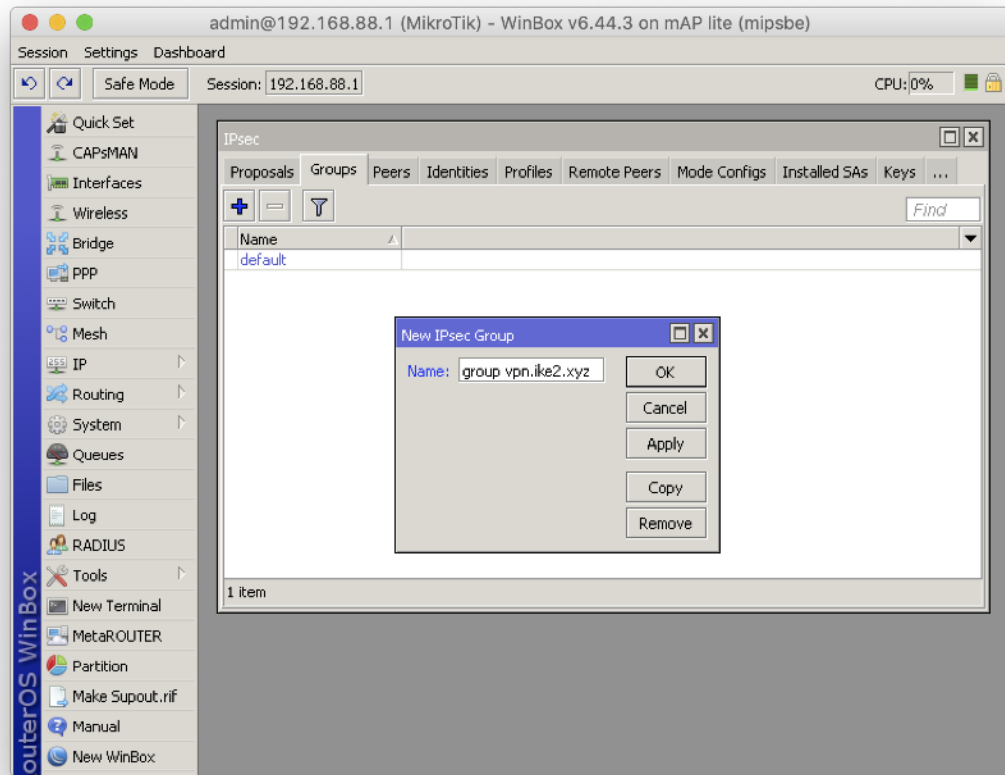 admin@192.168.88.1 (MikroTik) - WinBox v6.44.3 on mAP lite (mipsbe)
Session Settings Dashboard
Safe Mode Session: 192.168.88.1 CPU: 0%
Quick Set
CAPsMAN
Interfaces
Wireless
Bridge
PPP
Switch
Mesh
IP
Routing
System
Queues
Files
Log
RADIUS
Tools
New Terminal
MetaROUTER
Partition
Make Supout.rif
Manual
New WinBox
outerOS WinBox
IPsec
Proposals Groups Peers Identities Profiles Remote Peers Mode Configs Installed SAs Keys ...
Find
Name
default
New IPsec Group
Name: group vpn.ike2.xyz
OK
Cancel
Apply
Copy
Remove
1 item